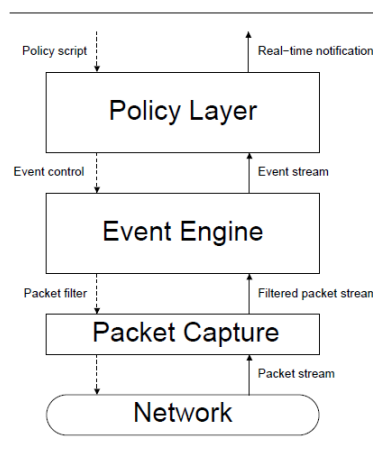 Policy script
Real-time notification
Policy Layer
Event control
Event stream
Event Engine
Packet filter
Filtered packet stream
Packet Capture
Packet stream
Network